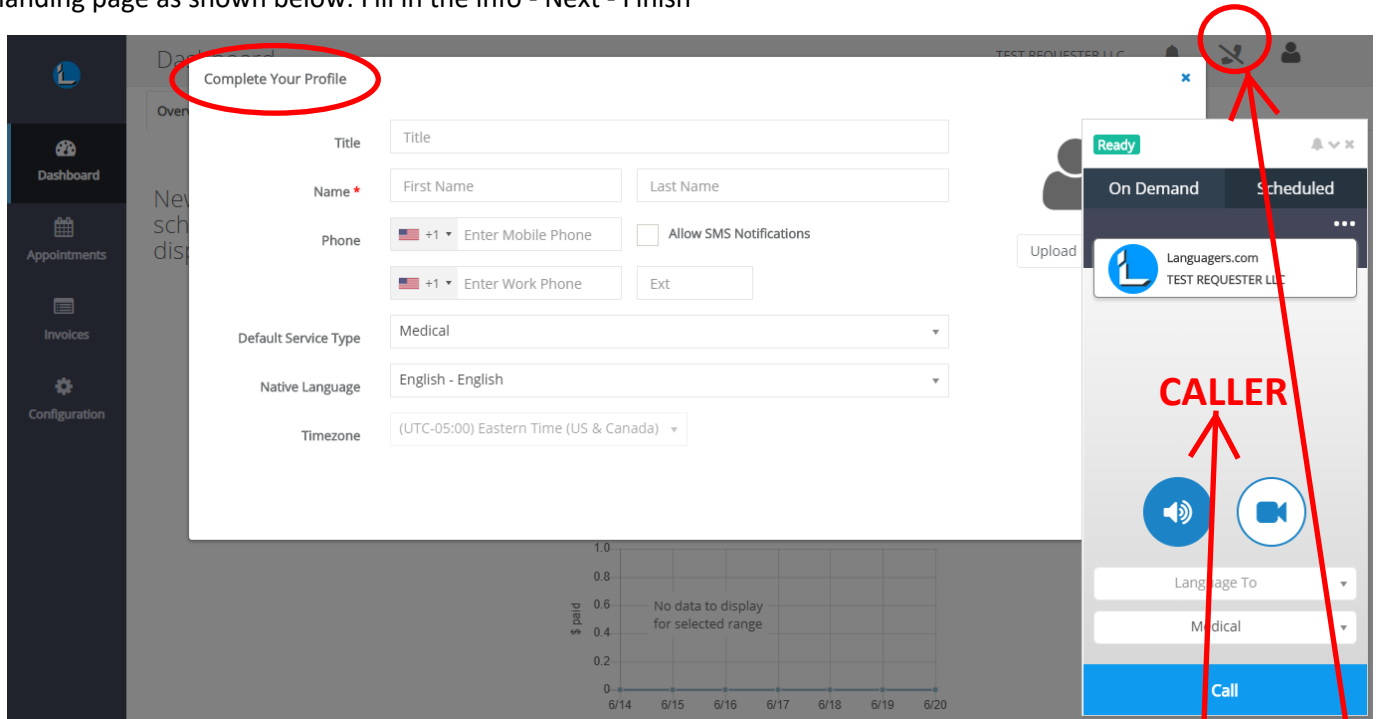 landing page as shown below. Fill in the info - Next - Finish
Dashboard
TEST REQUESTER LLC
Complete Your Profile
Over
Title
Title
Name *
First Name
Last Name
Phone
+1
Enter Mobile Phone
Allow SMS Notifications
+1
Enter Work Phone
Ext
Upload
Default Service Type
Medical
Native Language
English - English
Timezone
(UTC-05:00) Eastern Time (US & Canada)
Dashboard
Appointments
Invoices
Configuration
New
sch
disp
Ready
On Demand
Scheduled
Languagers.com
TEST REQUESTER LLC
CALLER
Language To
Medical
Call
1.0
0.8
0.6
0.4
0.2
0
$ paid
No data to display
for selected range
6/14 6/15 6/16 6/17 6/18 6/19 6/20